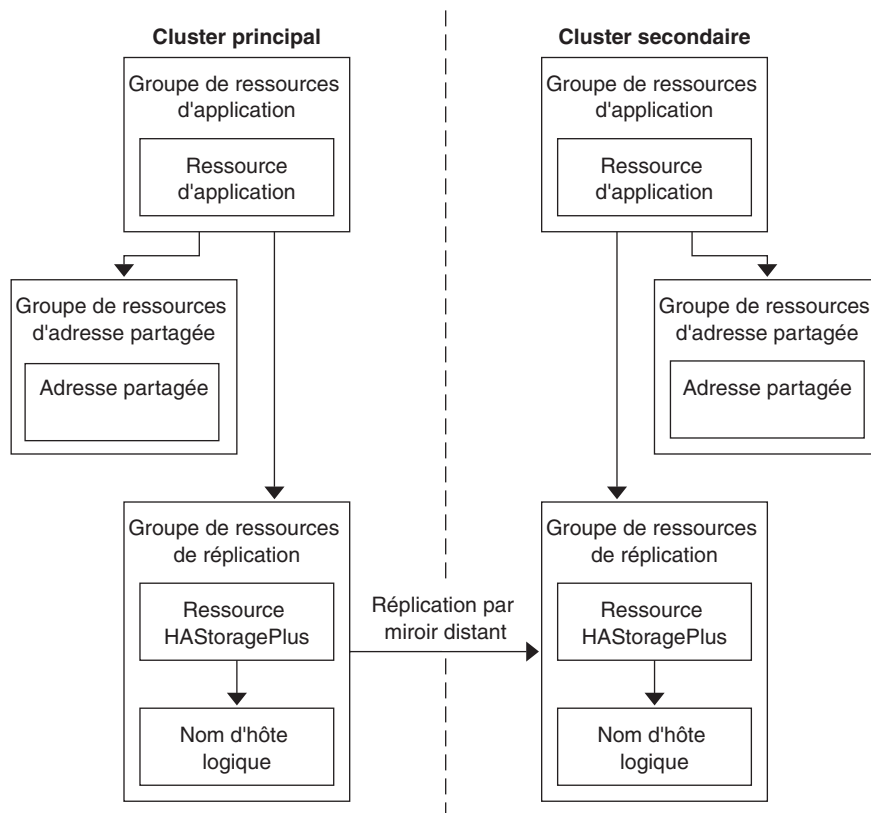 Cluster principal
Groupe de ressources
d'application
Ressource
d'application
Groupe de ressources
d'adresse partagée
Adresse partagée
Groupe de ressources
de réplication
Ressource
HAStoragePlus
Nom d'hôte
logique
Réplication par
miroir distant
Cluster secondaire
Groupe de ressources
d'application
Ressource
d'application
Groupe de ressources
d'adresse partagée
Adresse partagée
Groupe de ressources
de réplication
Ressource
HAStoragePlus
Nom d'hôte
logique